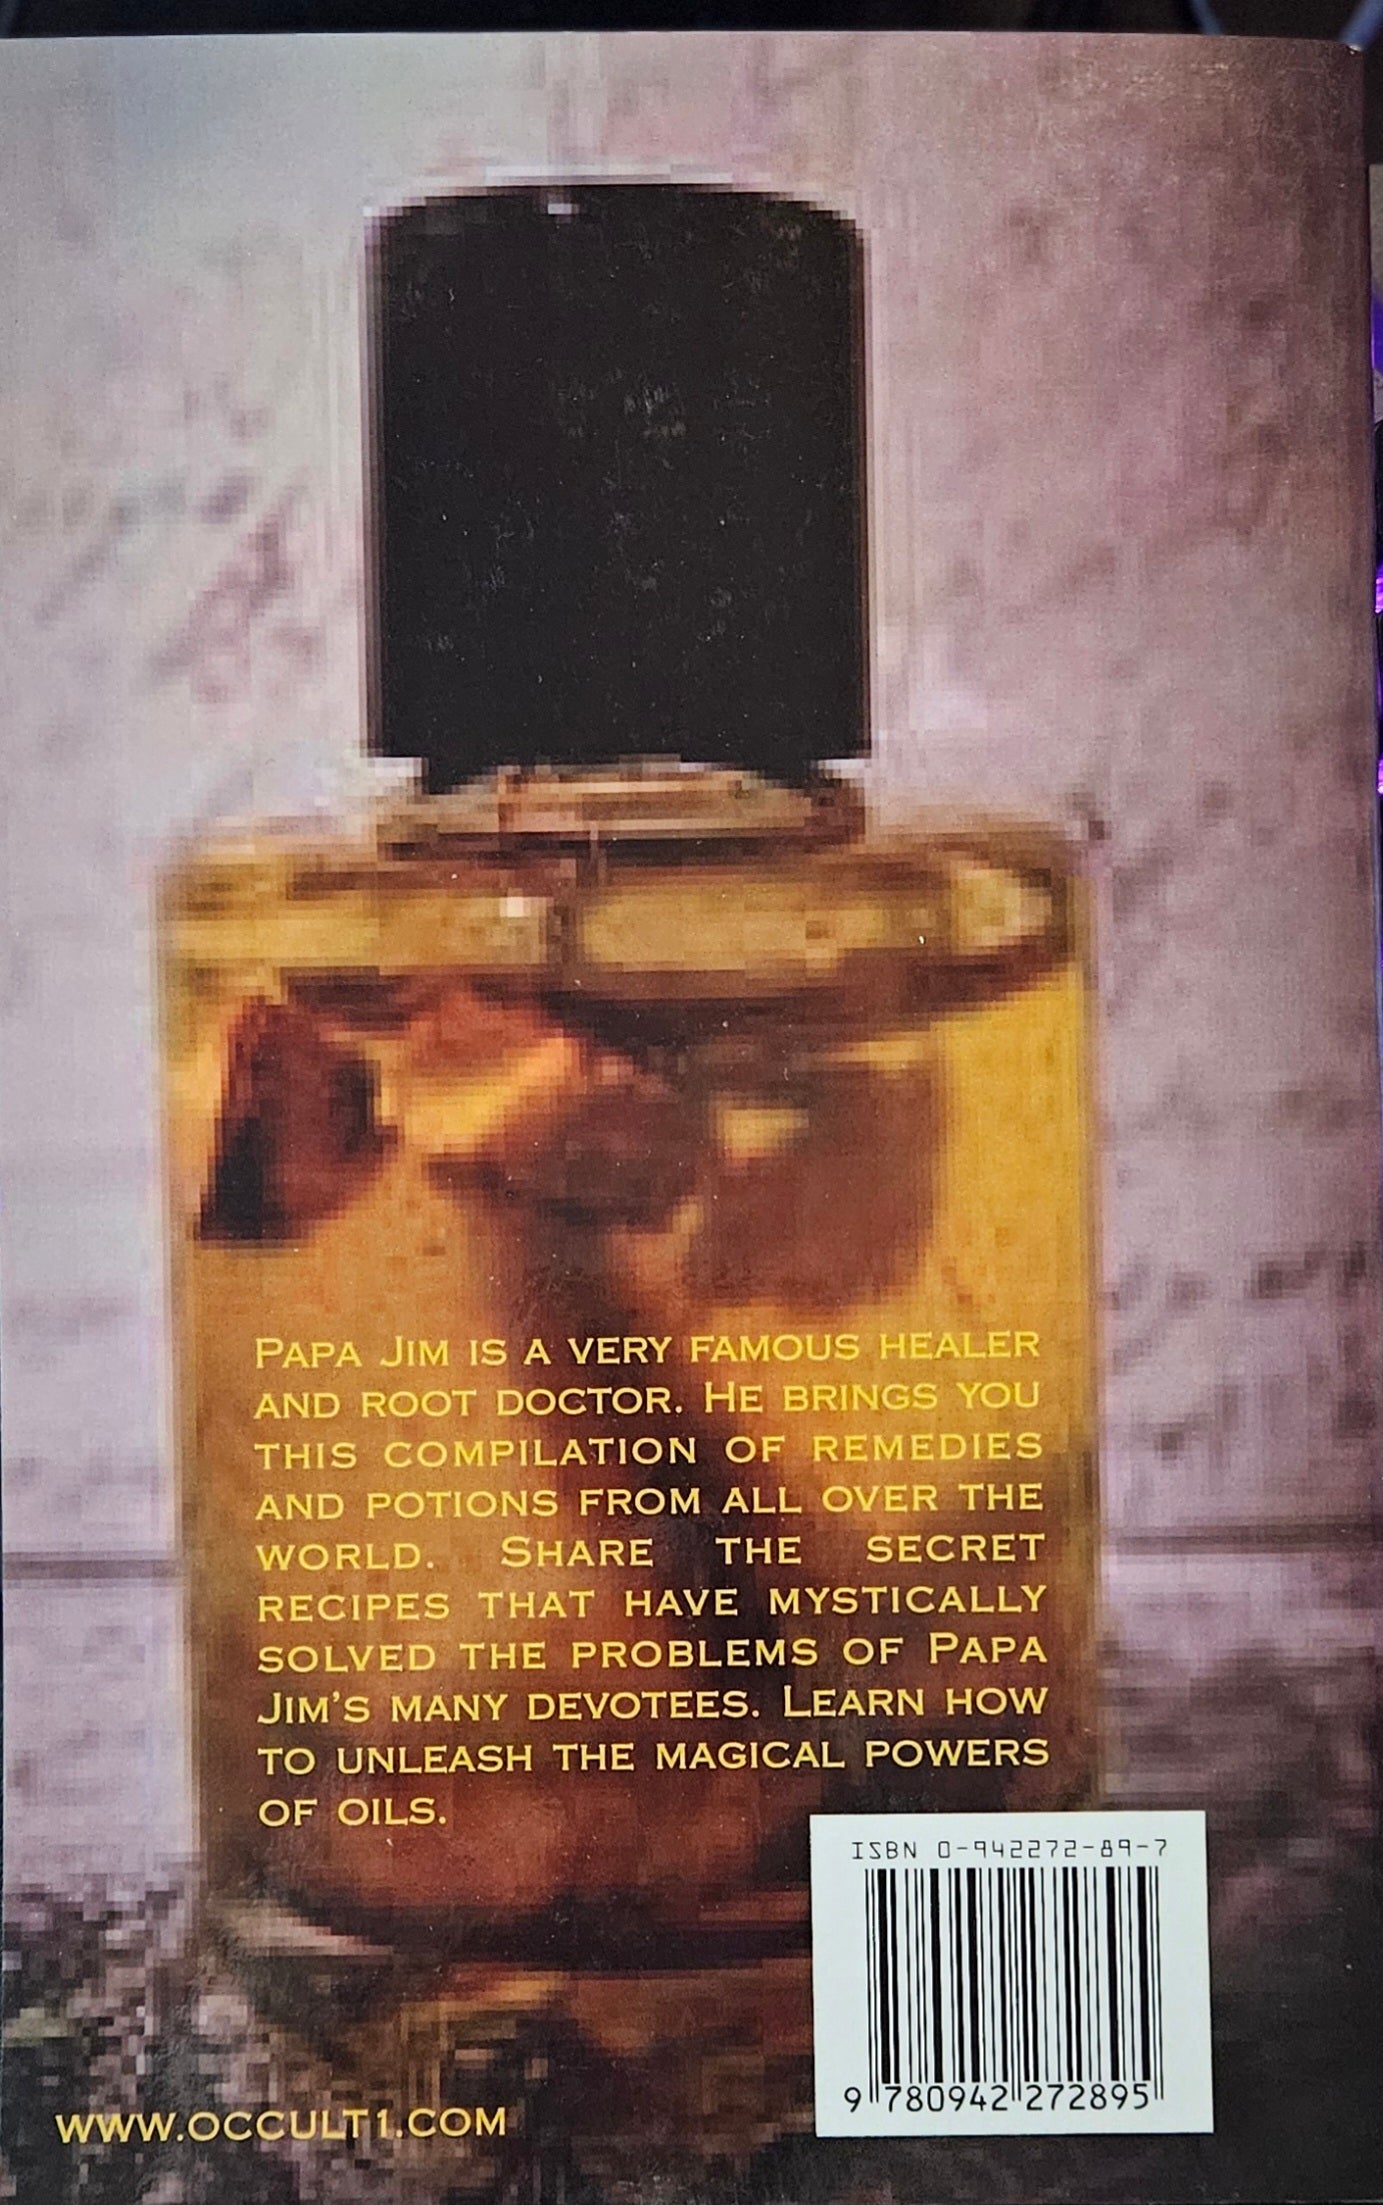 PAPA JIM IS A VERY FAMOUS HEALER
AND ROOT DOCTOR. HE BRINGS YOU
THIS COMPILATION OF REMEDIES
AND POTIONS FROM ALL OVER THE
WORLD. SHARE THE SECRET
RECIPES THAT HAVE MYSTICALLY
SOLVED THE PROBLEMS OF PAPA
JIM'S MANY DEVOTEES. LEARN HOW
TO UNLEASH THE MAGICAL POWERS
OF OILS.
ISBN 0-942272-89-7
9 780942 272895
WWW.OCCULT1.COM